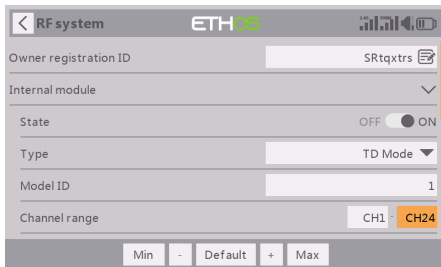 RF system ETHOS
Owner registration ID SRtqxtrs
Internal module
State OFF ON
Type TD Mode
Model ID 1
Channel range CH1 - CH24
Min - Default + Max